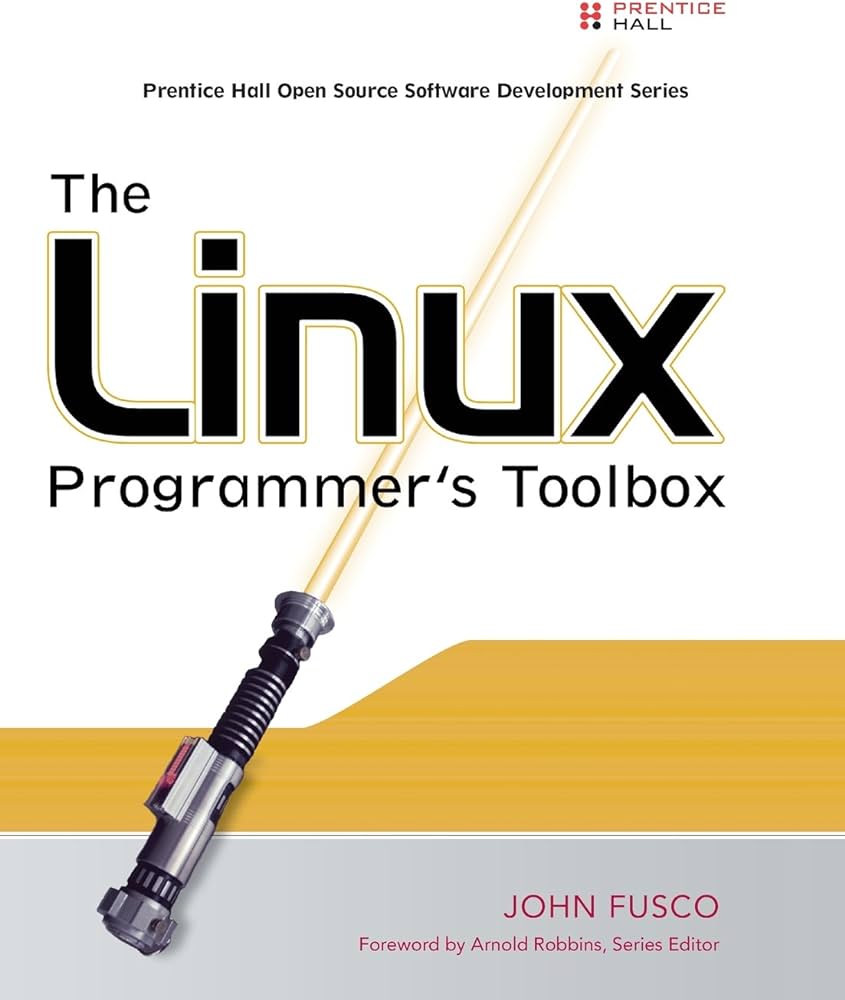 PRENTICE
HALL
Prentice Hall Open Source Software Development Series
The
Linux
Programmer's Toolbox
JOHN FUSCO
Foreword by Arnold Robbins, Series Editor